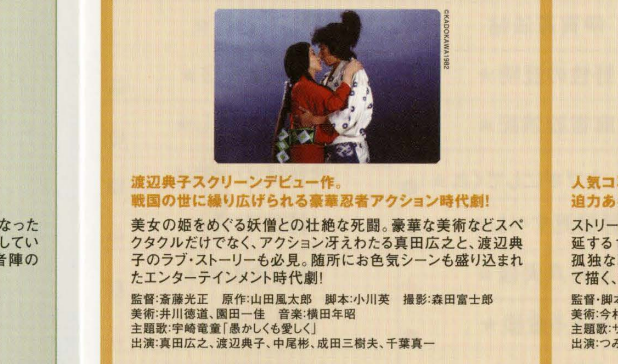 ©KADOKAWA1982
渡辺典子スクリーンデビュー作。
戦国の世に繰り広げられる豪華忍者アクション時代劇!
美女の姫をめぐる妖僧との壮絶な死闘。豪華な美術などスペ
クタクルだけでなく、アクション冴えわたる真田広之と、渡辺典
子のラブ・ストーリーも必見。随所にお色気シーンも盛り込まれ
たエンターテインメント時代劇!
監督:斎藤光正 原作:山田風太郎 脚本:小川英 撮影:森田富士郎
美術:井川徳道、園田一佳 音楽:横田年昭
主題歌:宇崎竜童「愚かしくも愛しく」
出演:真田広之、渡辺典子、中尾彬、成田三樹夫、千葉真一
なった
してい
者陣の
人気コ
迫力あ
ストリー
延するっ
孤独な
て描く、
監督・脚本
美術:今村
主題歌:サ
出演:つみ